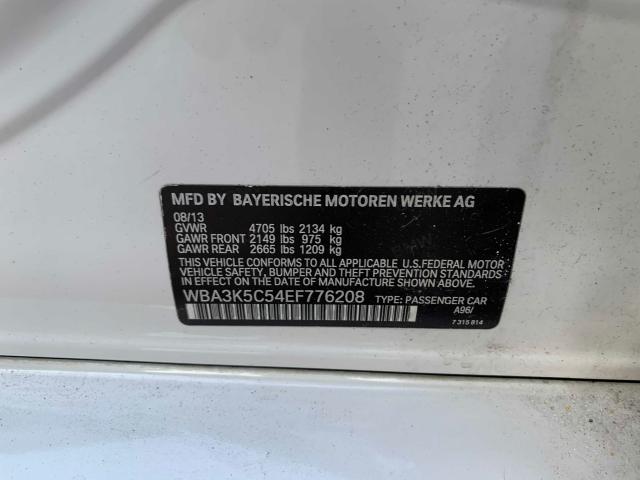 MFD BY BAYERISCHE MOTOREN WERKE AG
08/13
GVWR 4705 lbs 2134 kg
GAWR FRONT 2149 lbs 975 kg
GAWR REAR 2665 lbs 1209 kg
THIS VEHICLE CONFORMS TO ALL APPLICABLE U.S.FEDERAL MOTOR
VEHICLE SAFETY, BUMPER, AND THEFT PREVENTION STANDARDS
IN EFFECT ON THE DATE OF MANUFACTURE SHOWN ABOVE.
WBA3K5C54EF776208 TYPE: PASSENGER CAR
A96/
7 315 814